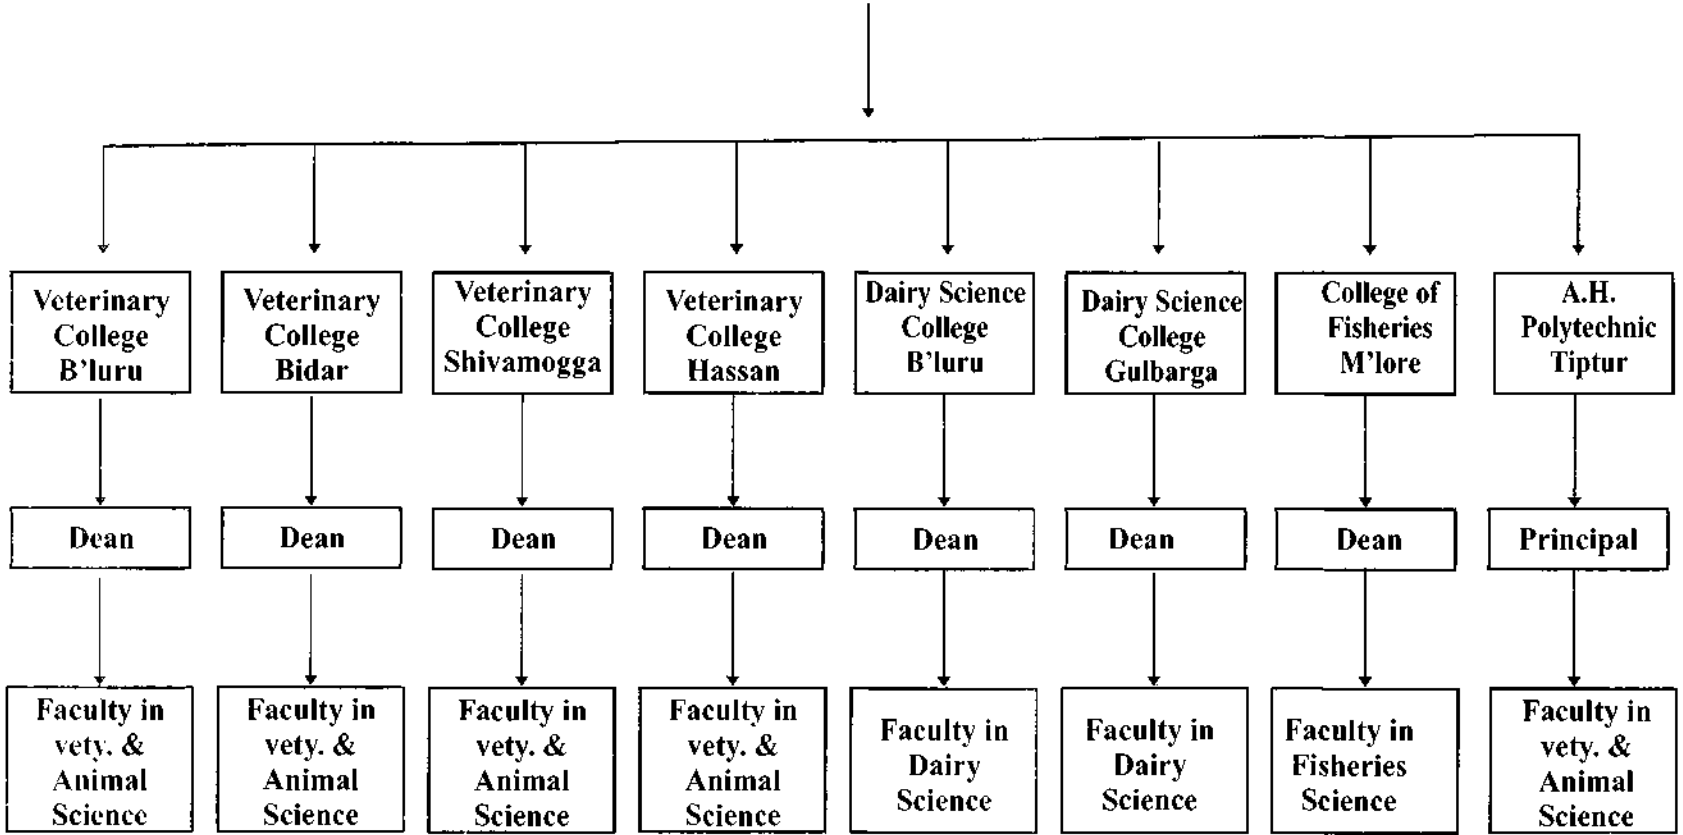 Veterinary
College
B'luru
Veterinary
College
Bidar
Veterinary
College
Shivamogga
Veterinary
College
Hassan
Dairy Science
College
B'luru
Dairy Science
College
Gulbarga
College of
Fisheries
M'lore
A.H.
Polytechnic
Tiptur
Dean
Dean
Dean
Dean
Dean
Dean
Dean
Principal
Faculty in
vety. &
Animal
Science
Faculty in
vety. &
Animal
Science
Faculty in
vety. &
Animal
Science
Faculty in
vety. &
Animal
Science
Faculty in
Dairy
Science
Faculty in
Dairy
Science
Faculty in
Fisheries
Science
Faculty in
vety. &
Animal
Science